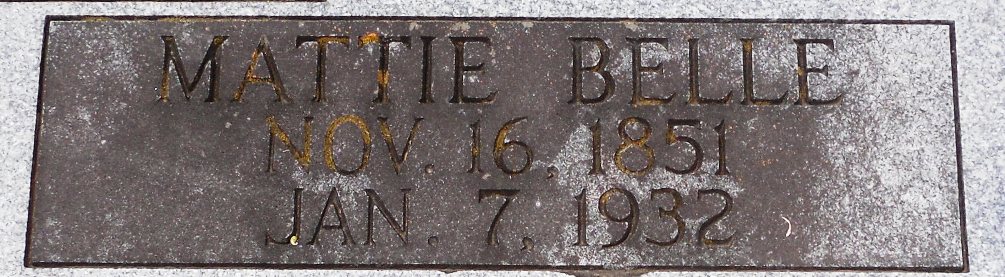 MATTIE BELLE
NOV. 16, 1851
JAN. 7, 1932